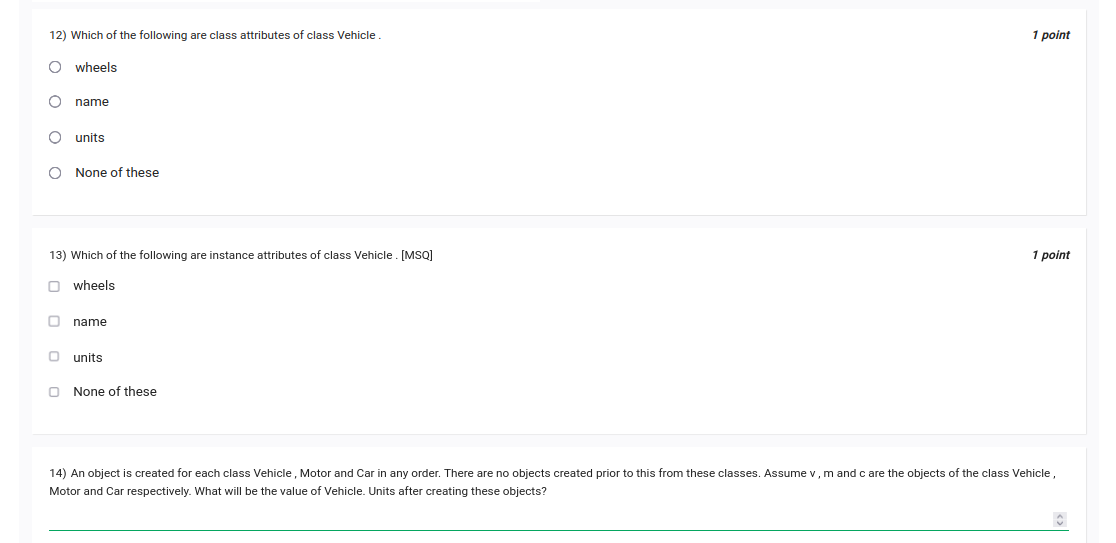 12) Which of the following are class attributes of class Vehicle .
1 point
wheels
name
units
None of these
13) Which of the following are instance attributes of class Vehicle . [MSQ]
1 point
wheels
name
units
None of these
14) An object is created for each class Vehicle , Motor and Car in any order. There are no objects created prior to this from these classes. Assume v , m and c are the objects of the class Vehicle ,
Motor and Car respectively. What will be the value of Vehicle. Units after creating these objects?